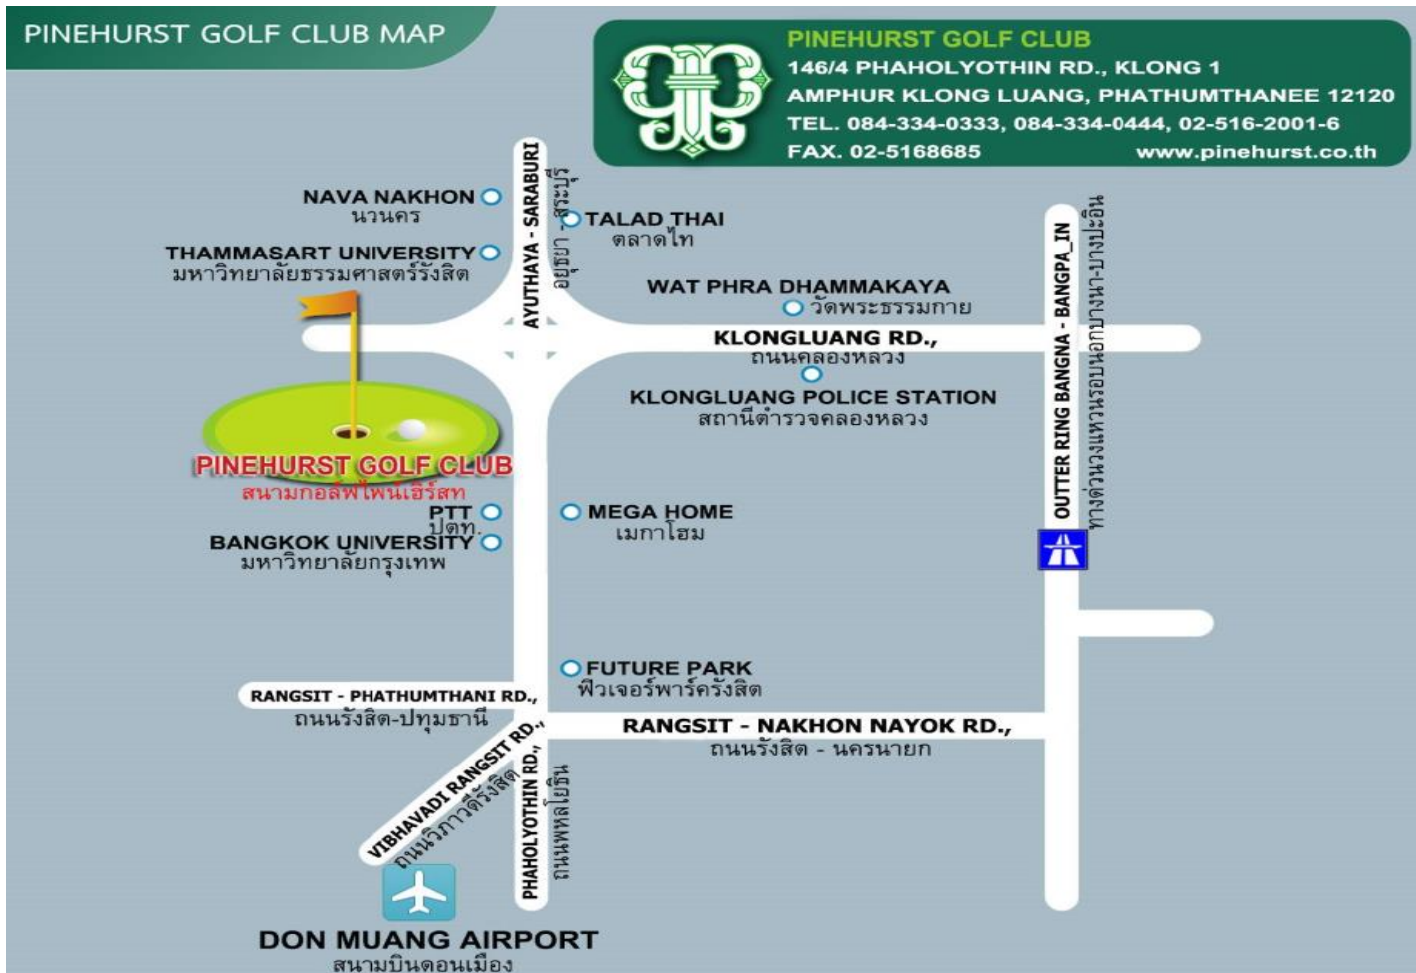 PINEHURST GOLF CLUB MAP
PINEHURST GOLF CLUB
146/4 PHAHOLYOTHIN RD., KLONG 1
AMPHUR KLONG LUANG, PHATHUMTHANEE 12120
TEL. 084-334-0333, 084-334-0444, 02-516-2001-6
FAX. 02-5168685 www.pinehurst.co.th
AYUTHAYA - SARABURI
อยุธยา - สระบุรี
NAVA NAKHON
นวนคร
TALAD THAI
ตลาดไท
THAMMASART UNIVERSITY
มหาวิทยาลัยธรรมศาสตร์รังสิต
WAT PHRA DHAMMAKAYA
วัดพระธรรมกาย
KLONGLUANG RD.,
ถนนคลองหลวง
KLONGLUANG POLICE STATION
สถานีตำรวจคลองหลวง
OUTTER RING BANGNA - BANGPA_IN
ทางด่วนวงแหวนรอบนอกบางนา-บางปะอิน
PINEHURST GOLF CLUB
สนามกอล์ฟไพน์เฮิร์สท
PTT
ปตท.
MEGA HOME
เมกาโฮม
BANGKOK UNIVERSITY
มหาวิทยาลัยกรุงเทพ
FUTURE PARK
ฟิวเจอร์พาร์ครังสิต
RANGSIT - PHATHUMTHANI RD.,
ถนนรังสิต-ปทุมธานี
RANGSIT - NAKHON NAYOK RD.,
ถนนรังสิต - นครนายก
VIBHAVADI RANGSIT RD.,
ถนนวิภาวดีรังสิต
PHAHOLYOTHIN RD.,
ถนนพหลโยธิน
DON MUANG AIRPORT
สนามบินดอนเมือง